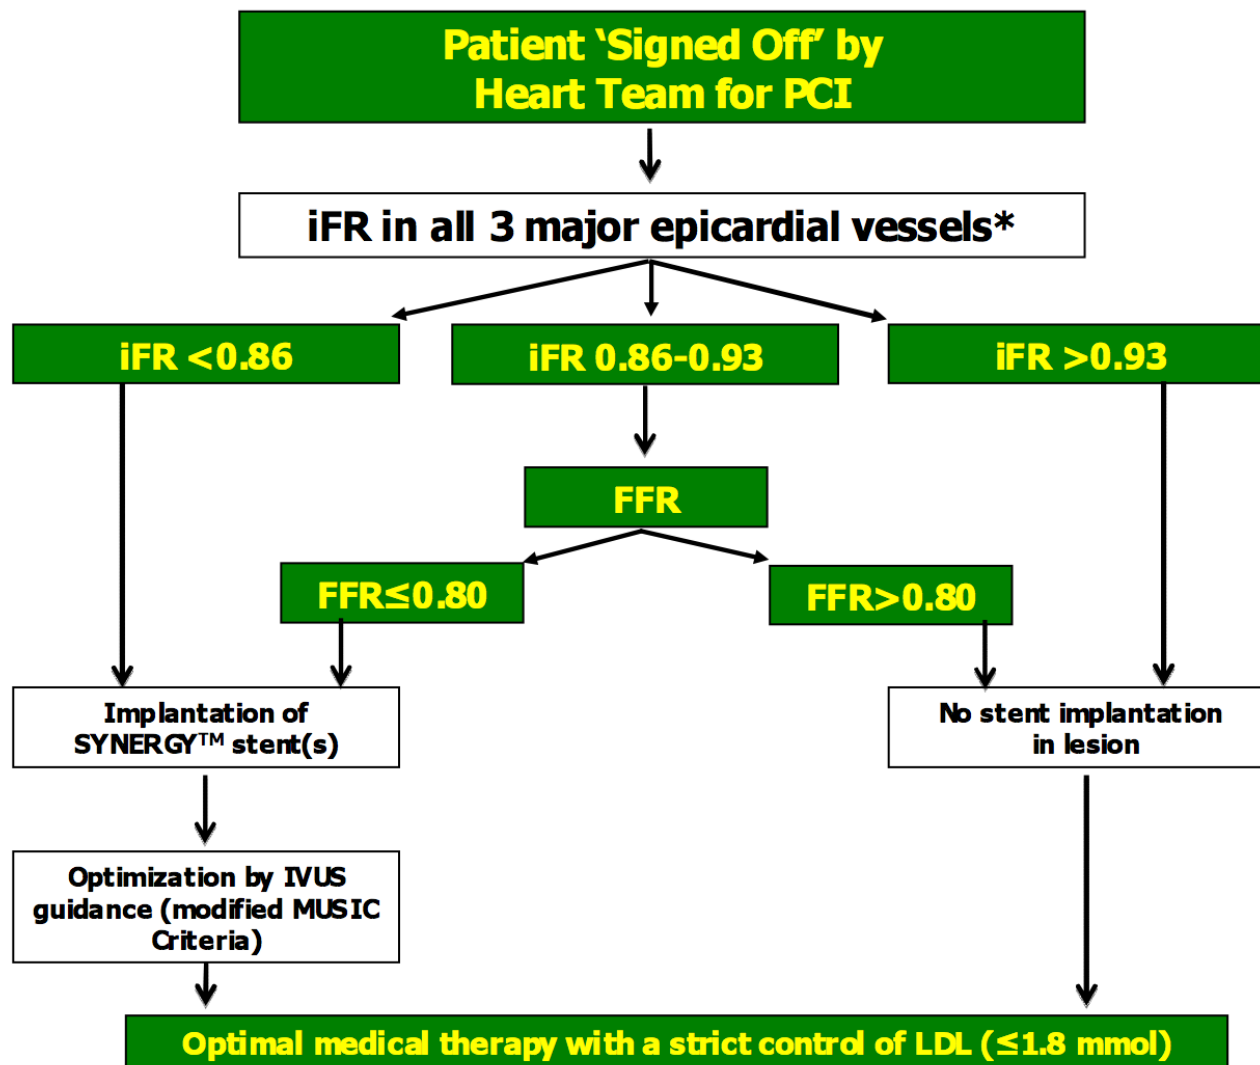 Patient ‘Signed Off’ by
Heart Team for PCI
iFR in all 3 major epicardial vessels*
iFR <0.86
iFR 0.86-0.93
iFR >0.93
FFR
FFR≤0.80
FFR>0.80
Implantation of
SYNERGY™ stent(s)
No stent implantation
in lesion
Optimization by IVUS
guidance (modified MUSIC
Criteria)
Optimal medical therapy with a strict control of LDL (≤1.8 mmol)